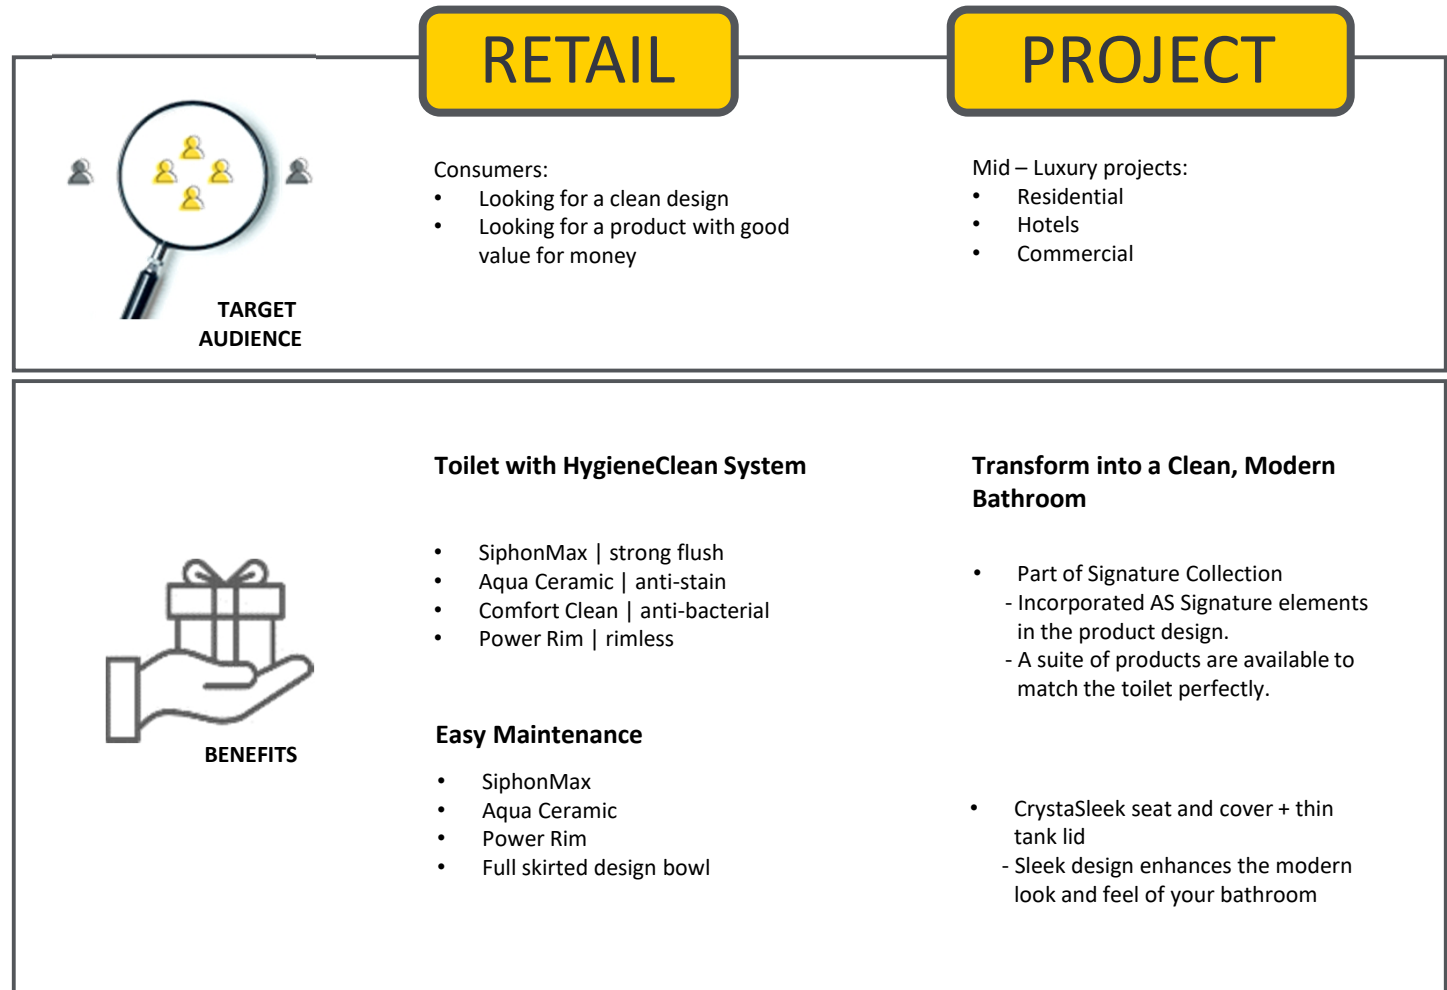 RETAIL
PROJECT
TARGET
AUDIENCE
Consumers:
• Looking for a clean design
• Looking for a product with good
value for money
Mid – Luxury projects:
• Residential
• Hotels
• Commercial
BENEFITS
Toilet with HygieneClean System
• SiphonMax | strong flush
• Aqua Ceramic | anti-stain
• Comfort Clean | anti-bacterial
• Power Rim | rimless
Easy Maintenance
• SiphonMax
• Aqua Ceramic
• Power Rim
• Full skirted design bowl
Transform into a Clean, Modern
Bathroom
• Part of Signature Collection
- Incorporated AS Signature elements
in the product design.
- A suite of products are available to
match the toilet perfectly.
• CrystaSleek seat and cover + thin
tank lid
- Sleek design enhances the modern
look and feel of your bathroom